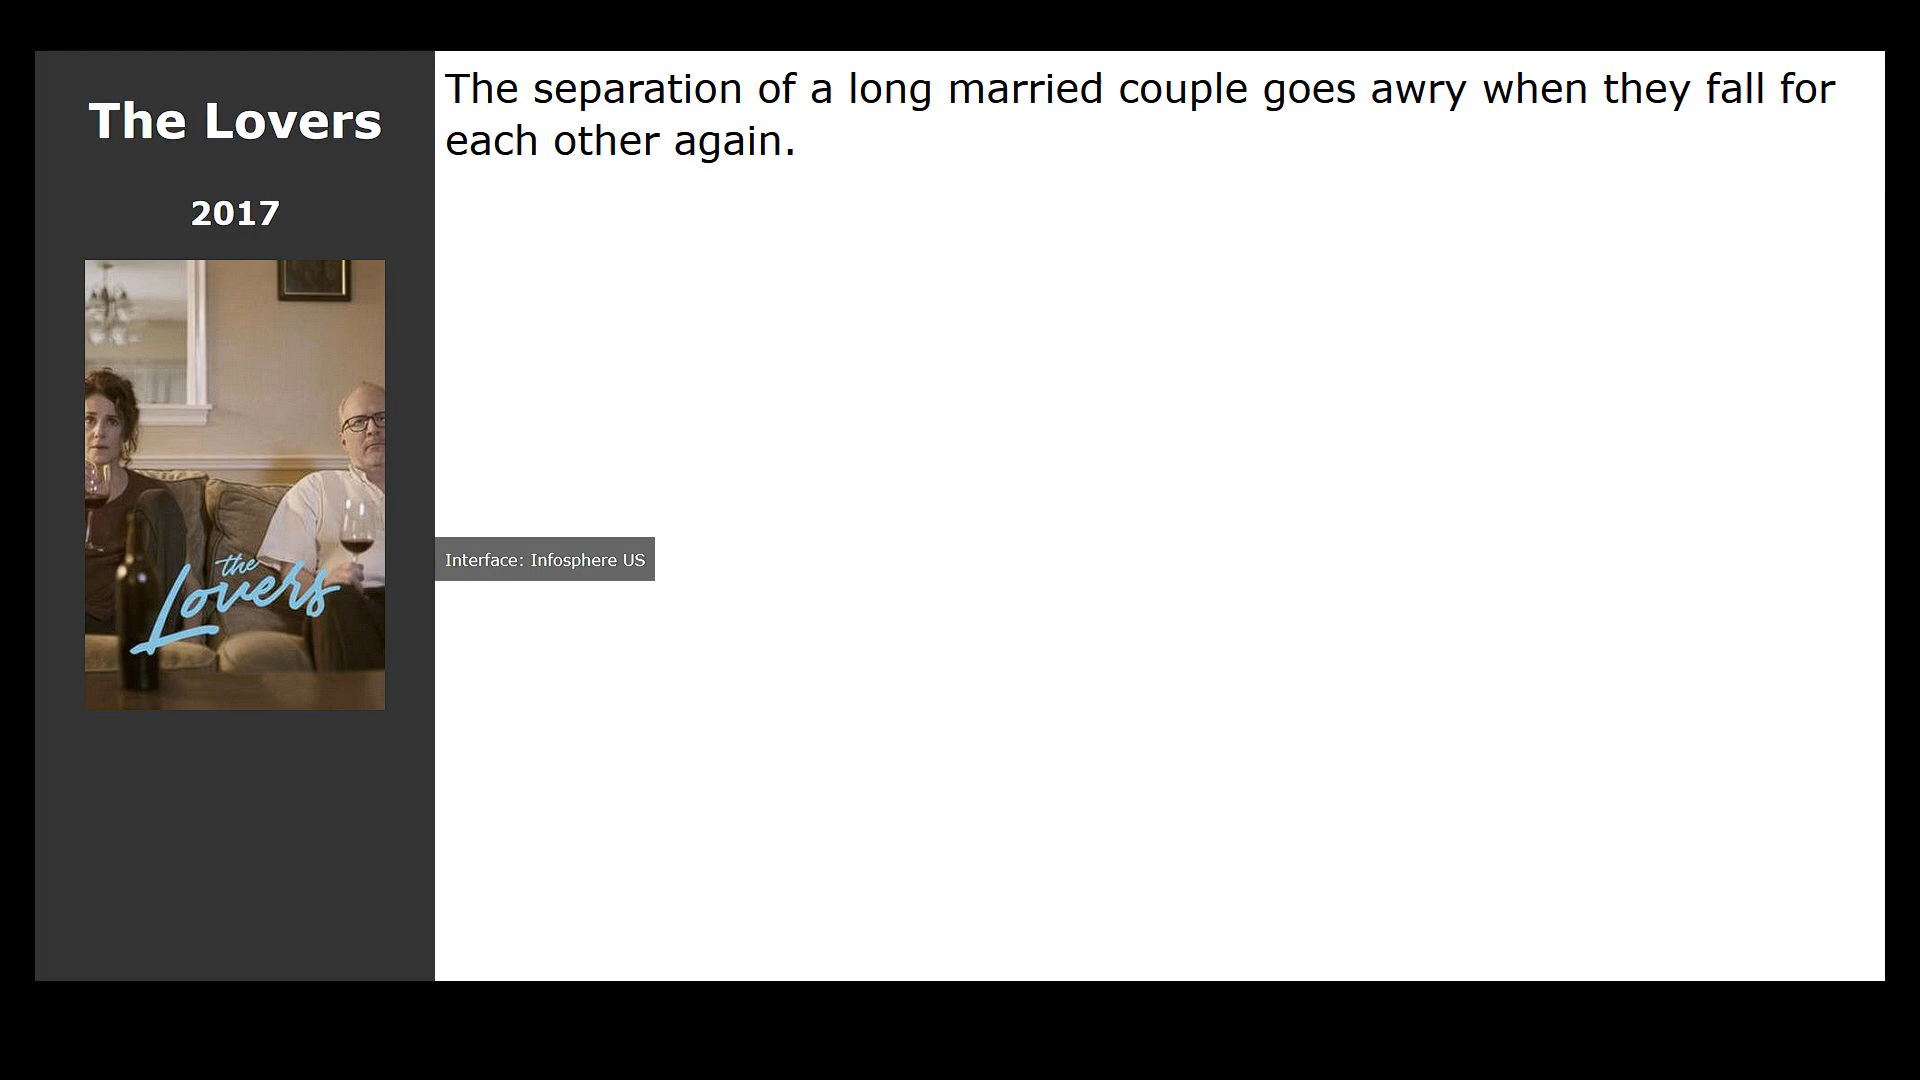 The Lovers
2017
the
Lovers
The separation of a long married couple goes awry when they fall for
each other again.
Interface: Infosphere US